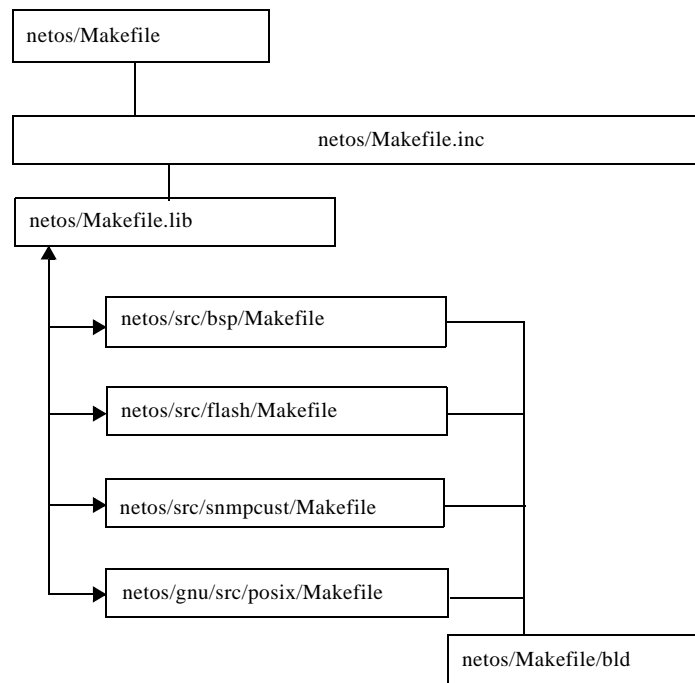 netos/Makefile
netos/Makefile.inc
netos/Makefile.lib
netos/src/bsp/Makefile
netos/src/flash/Makefile
netos/src/snmpcust/Makefile
netos/gnu/src/posix/Makefile
netos/Makefile/bld